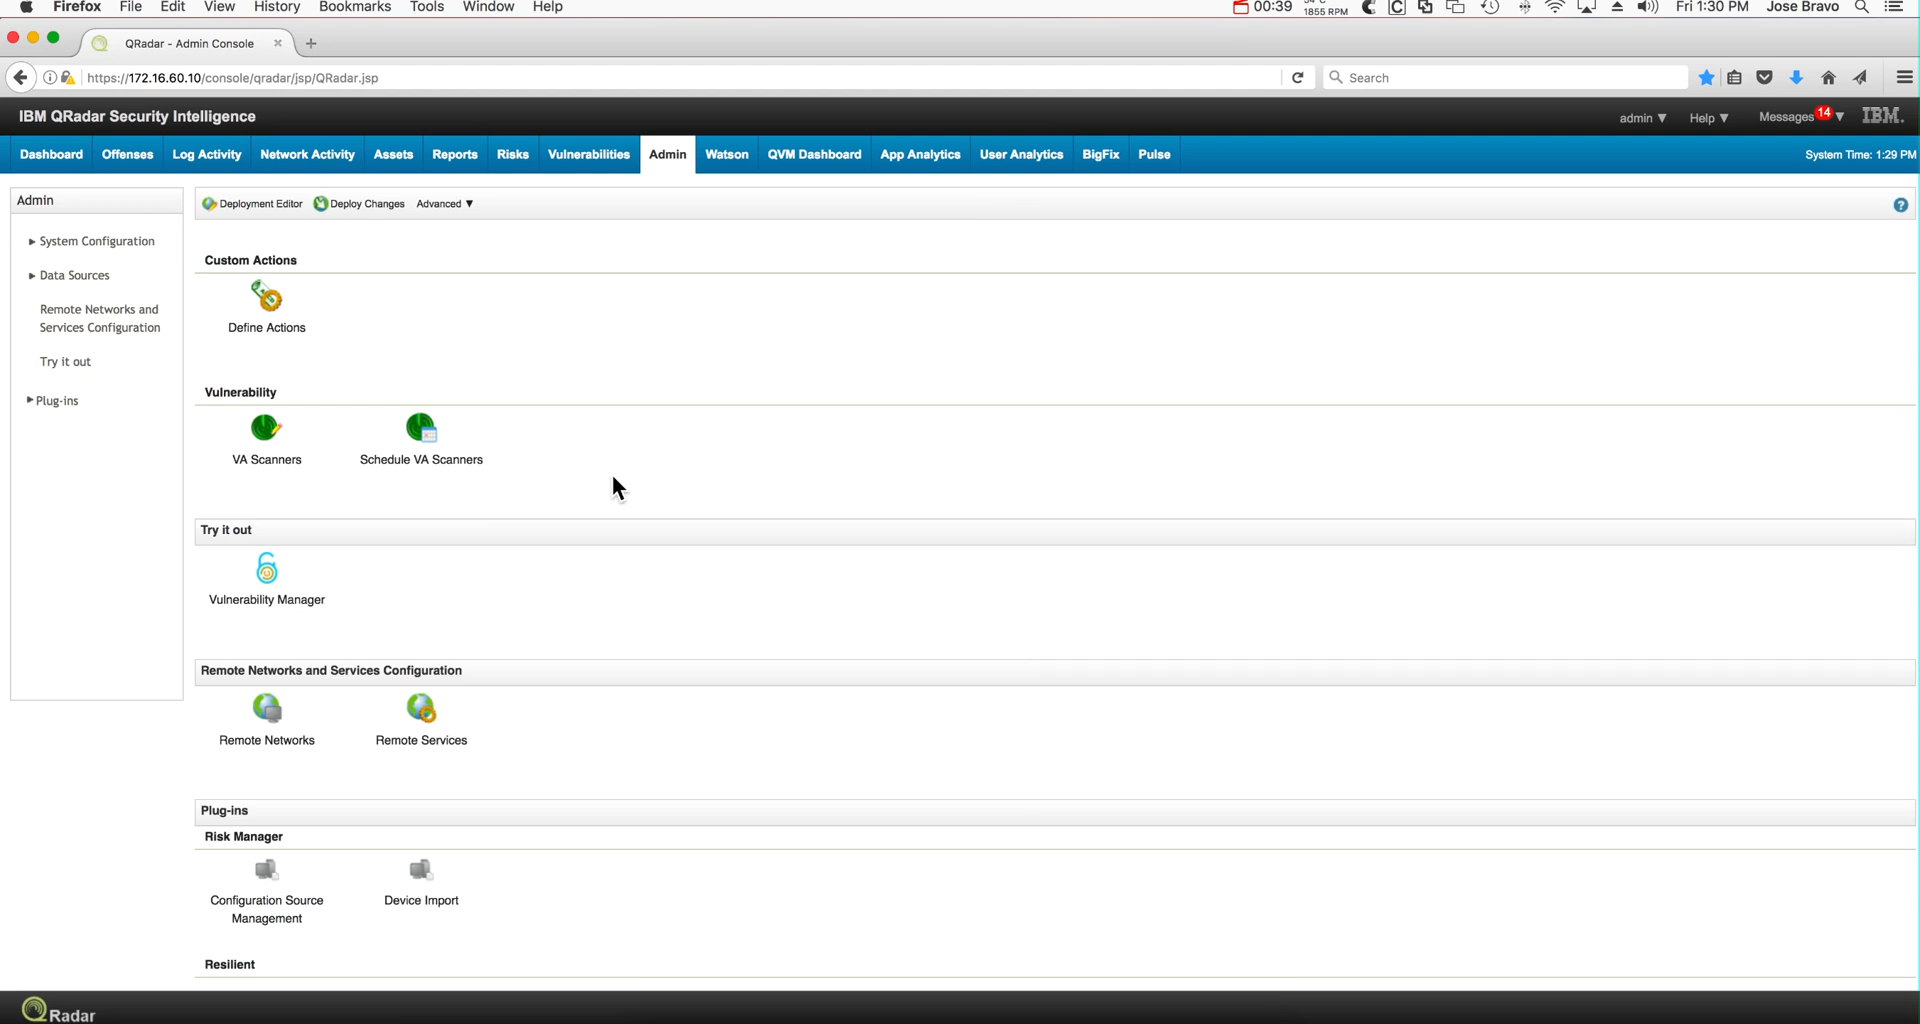 Firefox File Edit View History Bookmarks Tools Window Help
00:39 1855 RPM Fri 1:30 PM Jose Bravo
QRadar - Admin Console
https://172.16.60.10/console/qradar/jsp/QRadar.jsp
Search
IBM QRadar Security Intelligence
admin ▼ Help ▼ Messages 14 ▼ IBM.
Dashboard Offenses Log Activity Network Activity Assets Reports Risks Vulnerabilities Admin Watson QVM Dashboard App Analytics User Analytics BigFix Pulse
System Time: 1:29 PM
Admin
System Configuration
Data Sources
Remote Networks and
Services Configuration
Try it out
Plug-ins
Deployment Editor Deploy Changes Advanced ▼
?
Custom Actions
Define Actions
Vulnerability
VA Scanners Schedule VA Scanners
Try it out
Vulnerability Manager
Remote Networks and Services Configuration
Remote Networks Remote Services
Plug-ins
Risk Manager
Configuration Source
Management
Device Import
Resilient
QRadar